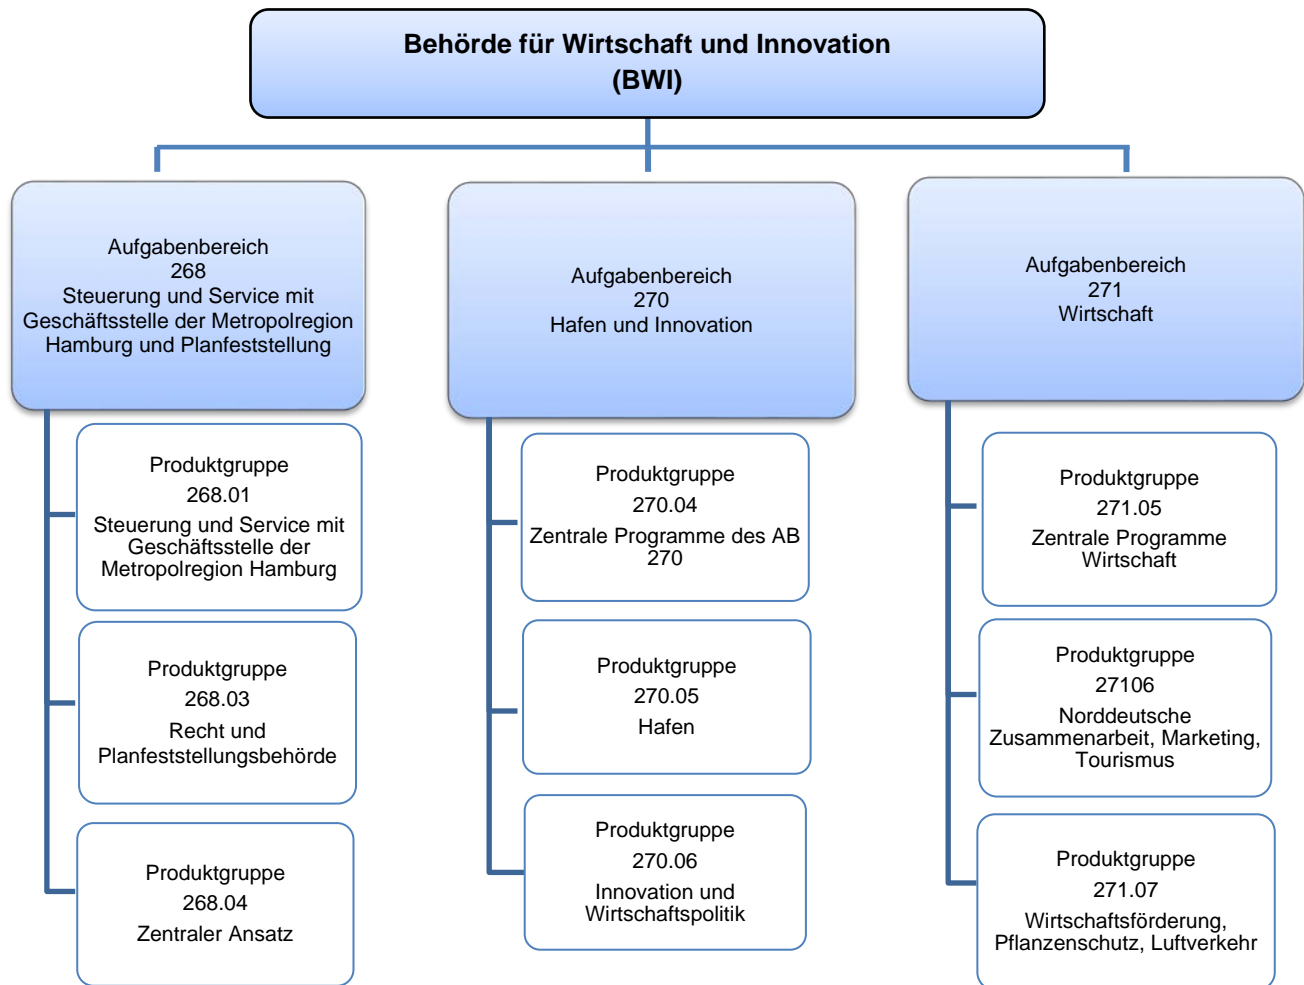 Behörde für Wirtschaft und Innovation
(BWI)
Aufgabenbereich
268
Steuerung und Service mit
Geschäftsstelle der Metropolregion
Hamburg und Planfeststellung
Produktgruppe
268.01
Steuerung und Service mit
Geschäftsstelle der
Metropolregion Hamburg
Produktgruppe
268.03
Recht und
Planfeststellungsbehörde
Produktgruppe
268.04
Zentraler Ansatz
Aufgabenbereich
270
Hafen und Innovation
Produktgruppe
270.04
Zentrale Programme des AB
270
Produktgruppe
270.05
Hafen
Produktgruppe
270.06
Innovation und
Wirtschaftspolitik
Aufgabenbereich
271
Wirtschaft
Produktgruppe
271.05
Zentrale Programme
Wirtschaft
Produktgruppe
27106
Norddeutsche
Zusammenarbeit, Marketing,
Tourismus
Produktgruppe
271.07
Wirtschaftsförderung,
Pflanzenschutz, Luftverkehr